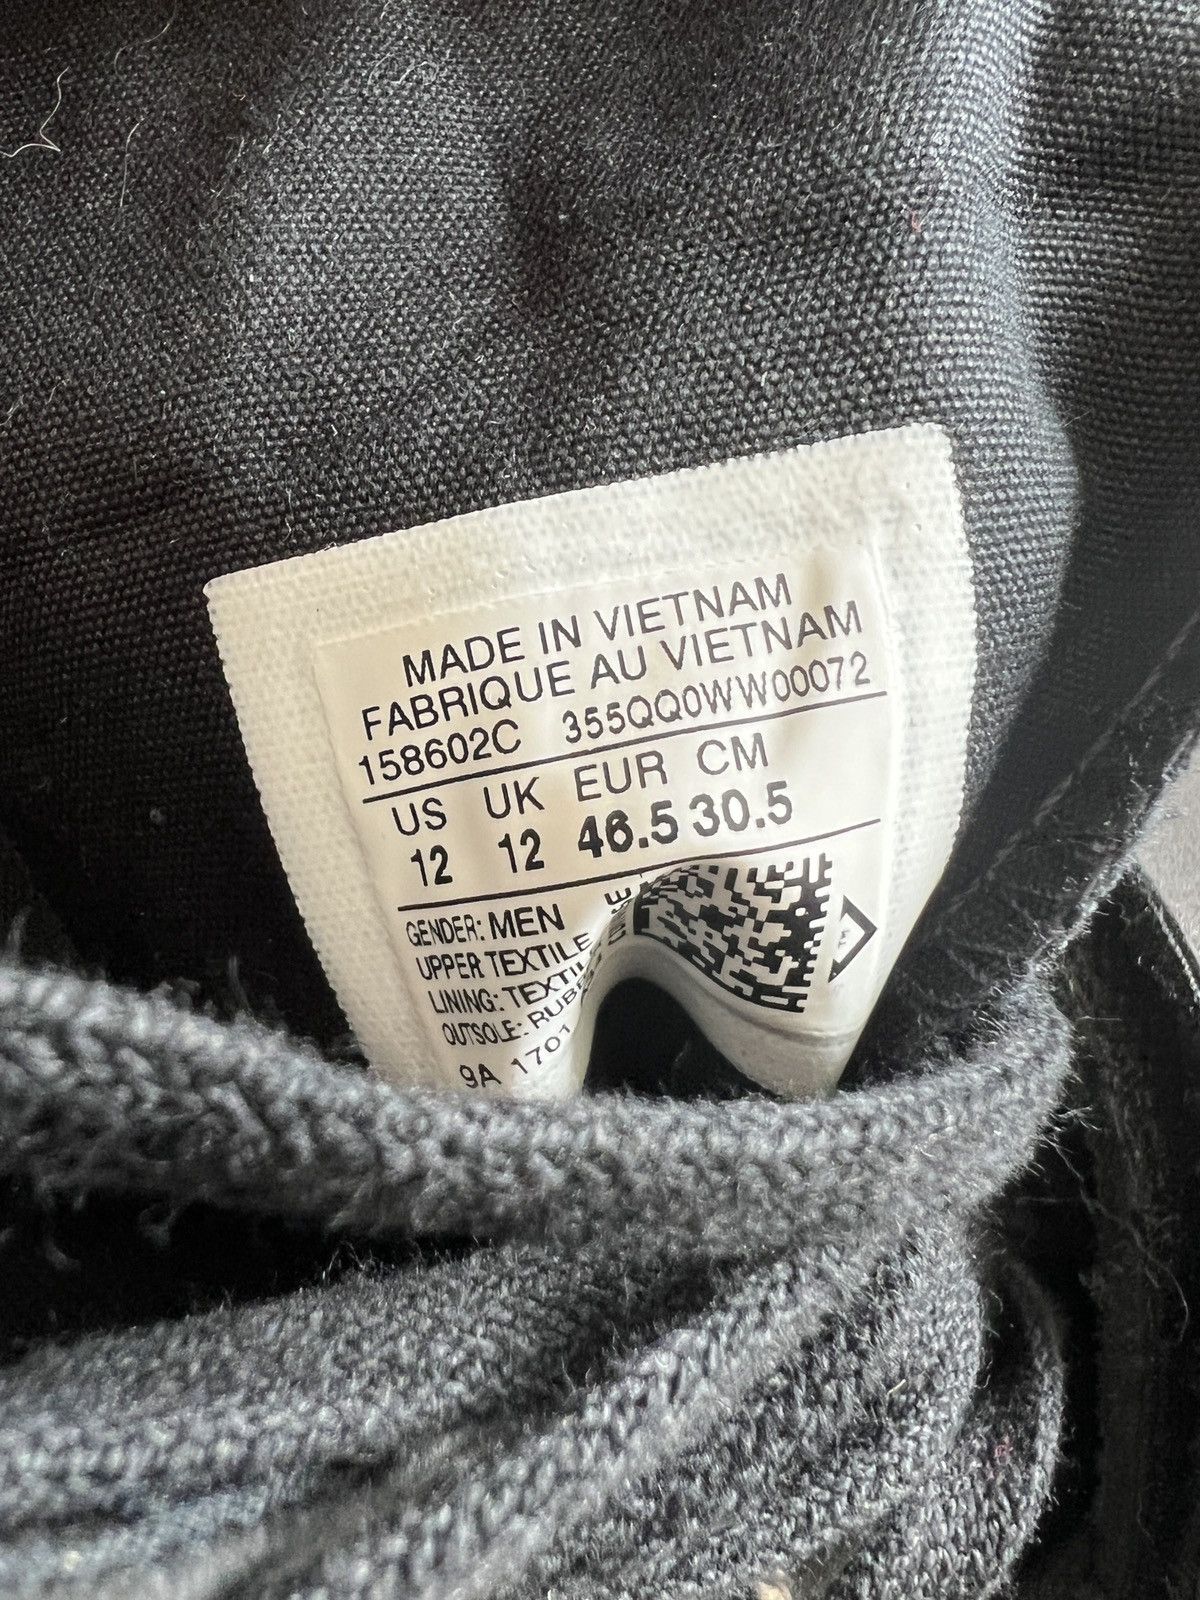 MADE IN VIETNAM
FABRIQUE AU VIETNAM
158602C 355QQ0WW00072
US UK EUR CM
12 12 46.5 30.5
GENDER: MEN
UPPER TEXTILE
LINING: TEXTILE
OUTSOLE: RUBBER
9A 1701